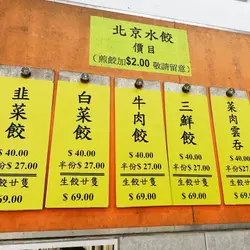 北京水餃
價目
(煎餃加$2.00 敬請留意)
韮菜餃
$ 40.00
半份$ 27.00
生餃廿隻
$ 69.00
白菜餃
$ 40.00
半份$ 27.00
生餃廿隻
$ 69.00
牛肉餃
$ 40.00
半份$ 27.00
生餃廿隻
$ 69.00
三鮮餃
$ 40.00
半份$ 27.00
生餃廿隻
$ 69.00
菜肉雲吞
$ 40.00
半份$ 27.00
生餃廿隻
$ 69.00